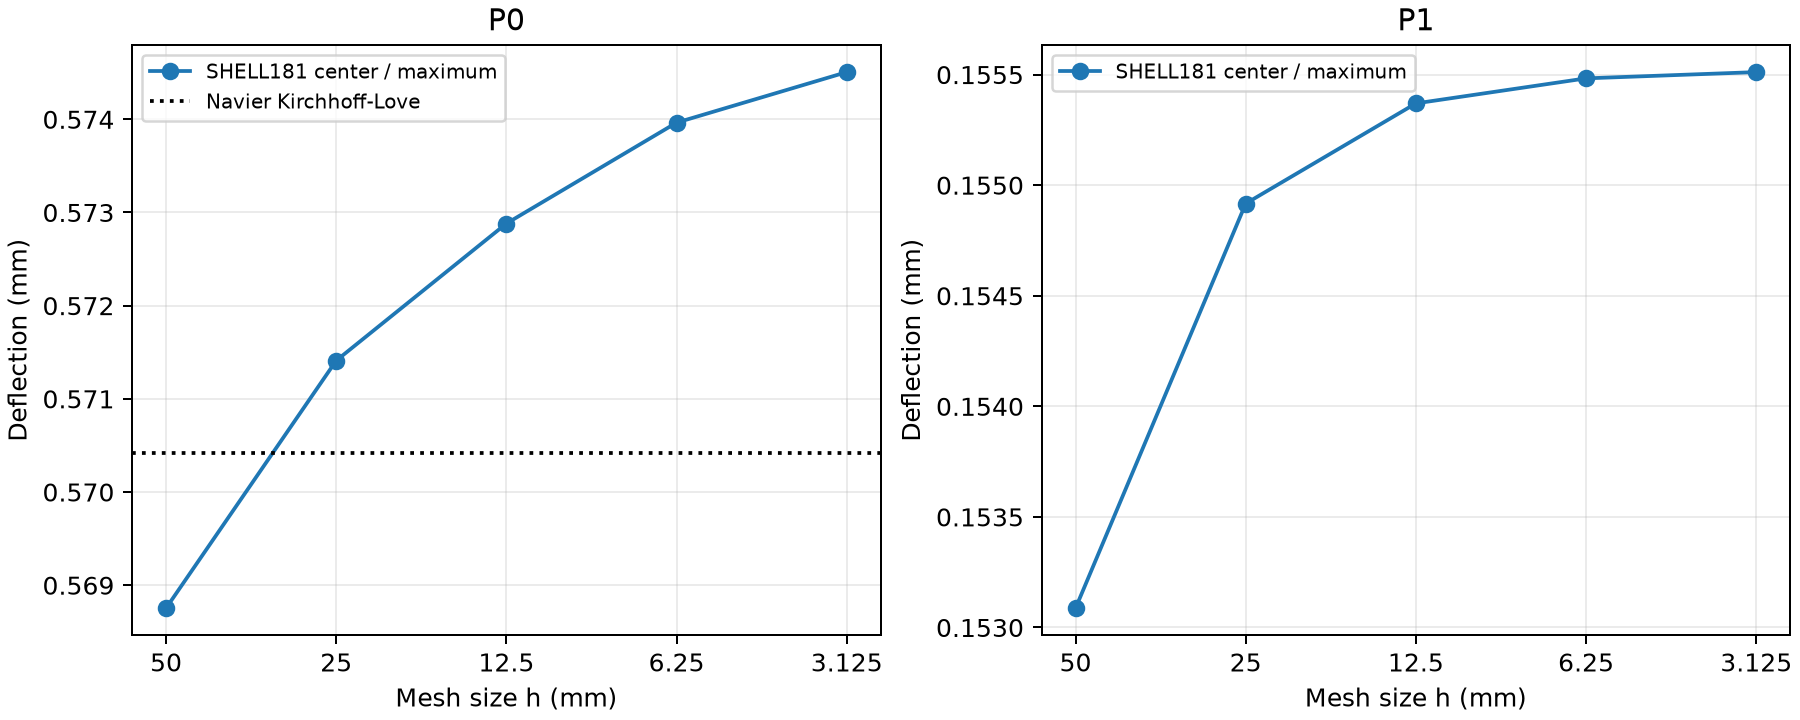 P0
SHELL181 center / maximum
Navier Kirchhoff-Love
0.574
0.573
0.572
0.571
0.570
0.569
Deflection (mm)
50
25
12.5
6.25
3.125
Mesh size h (mm)
P1
SHELL181 center / maximum
0.1555
0.1550
0.1545
0.1540
0.1535
0.1530
Deflection (mm)
50
25
12.5
6.25
3.125
Mesh size h (mm)